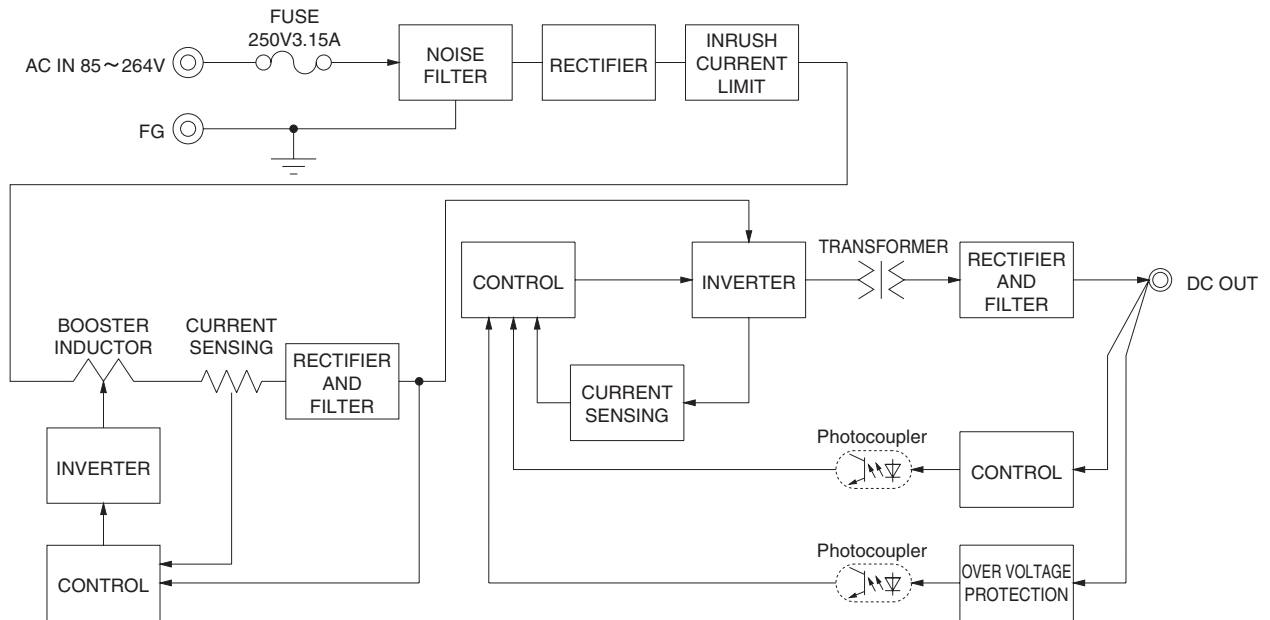 FUSE
250V3.15A
AC IN 85～264V
NOISE
FILTER
RECTIFIER
INRUSH
CURRENT
LIMIT
FG
CONTROL
INVERTER
TRANSFORMER
RECTIFIER
AND
FILTER
DC OUT
BOOSTER
INDUCTOR
CURRENT
SENSING
RECTIFIER
AND
FILTER
CURRENT
SENSING
INVERTER
Photocoupler
CONTROL
CONTROL
Photocoupler
OVER VOLTAGE
PROTECTION